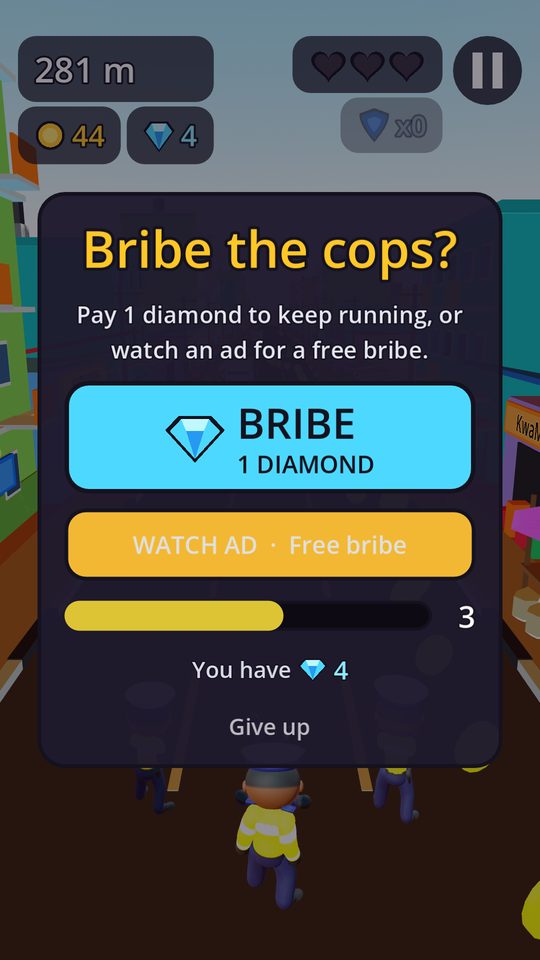 281 m
44
4
x0
Bribe the cops?
Pay 1 diamond to keep running, or
watch an ad for a free bribe.
BRIBE
1 DIAMOND
WATCH AD · Free bribe
3
You have 4
Give up